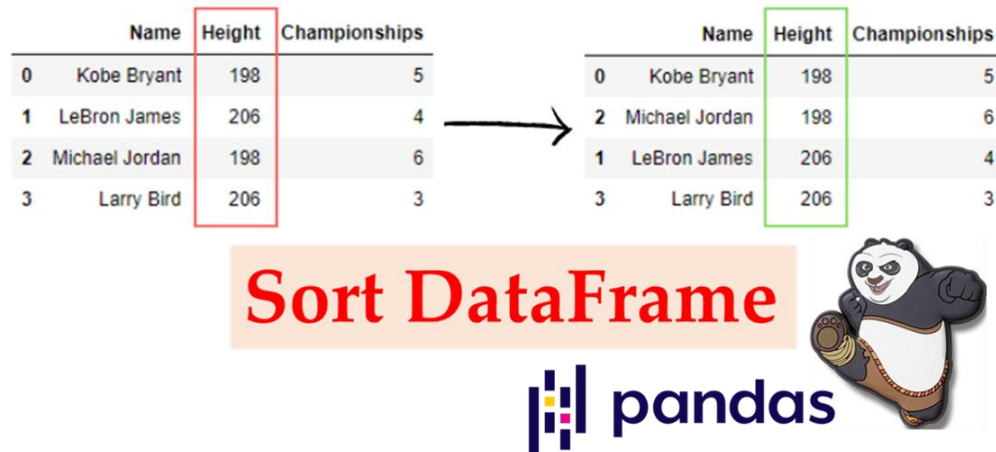 Name Height Championships
0 Kobe Bryant 198 5
1 LeBron James 206 4
2 Michael Jordan 198 6
3 Larry Bird 206 3
Name Height Championships
0 Kobe Bryant 198 5
2 Michael Jordan 198 6
1 LeBron James 206 4
3 Larry Bird 206 3
Sort DataFrame
pandas